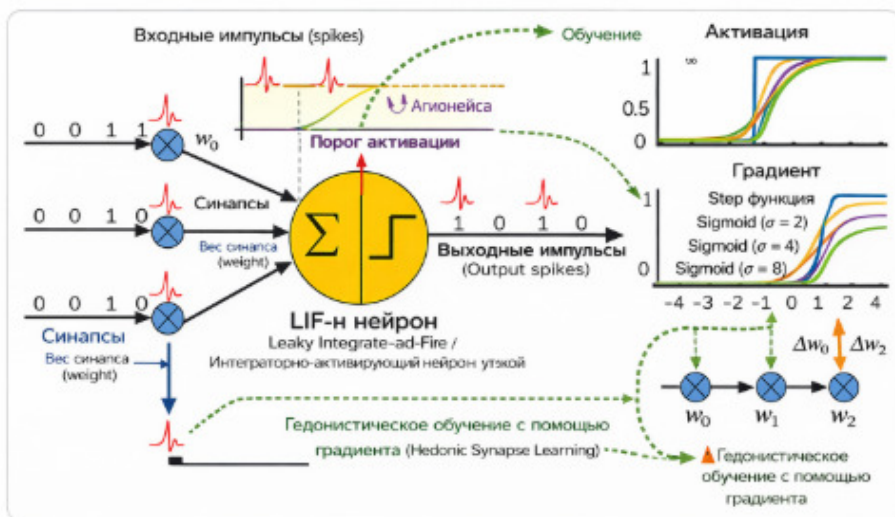 Входные импульсы (spikes)
Обучение
Активация
∞
1
0.5
0
Агионейса
Порог активации
0 0 1 1
w₀
Синапсы
0 0 1 0
Вес синапса
(weight)
0 0 1 0
Синапсы
Вес синапса
(weight)
Σ
1 0 1 0
Выходные импульсы
(Output spikes)
LIF-н нейрон
Leaky Integrate-ad-Fire /
Интеграторно-активирующий нейрон утэкой
Градиент
1
Step функция
Sigmoid (σ = 2)
Sigmoid (σ = 4)
Sigmoid (σ = 8)
0
-4 -3 -2 -1 0 1 2 4
Δw₀ Δw₂
w₀ w₁ w₂
Гедонистическое обучение с помощью
градиента (Hedonic Synapse Learning)
Гедонистическое
обучение с помощью
градиента